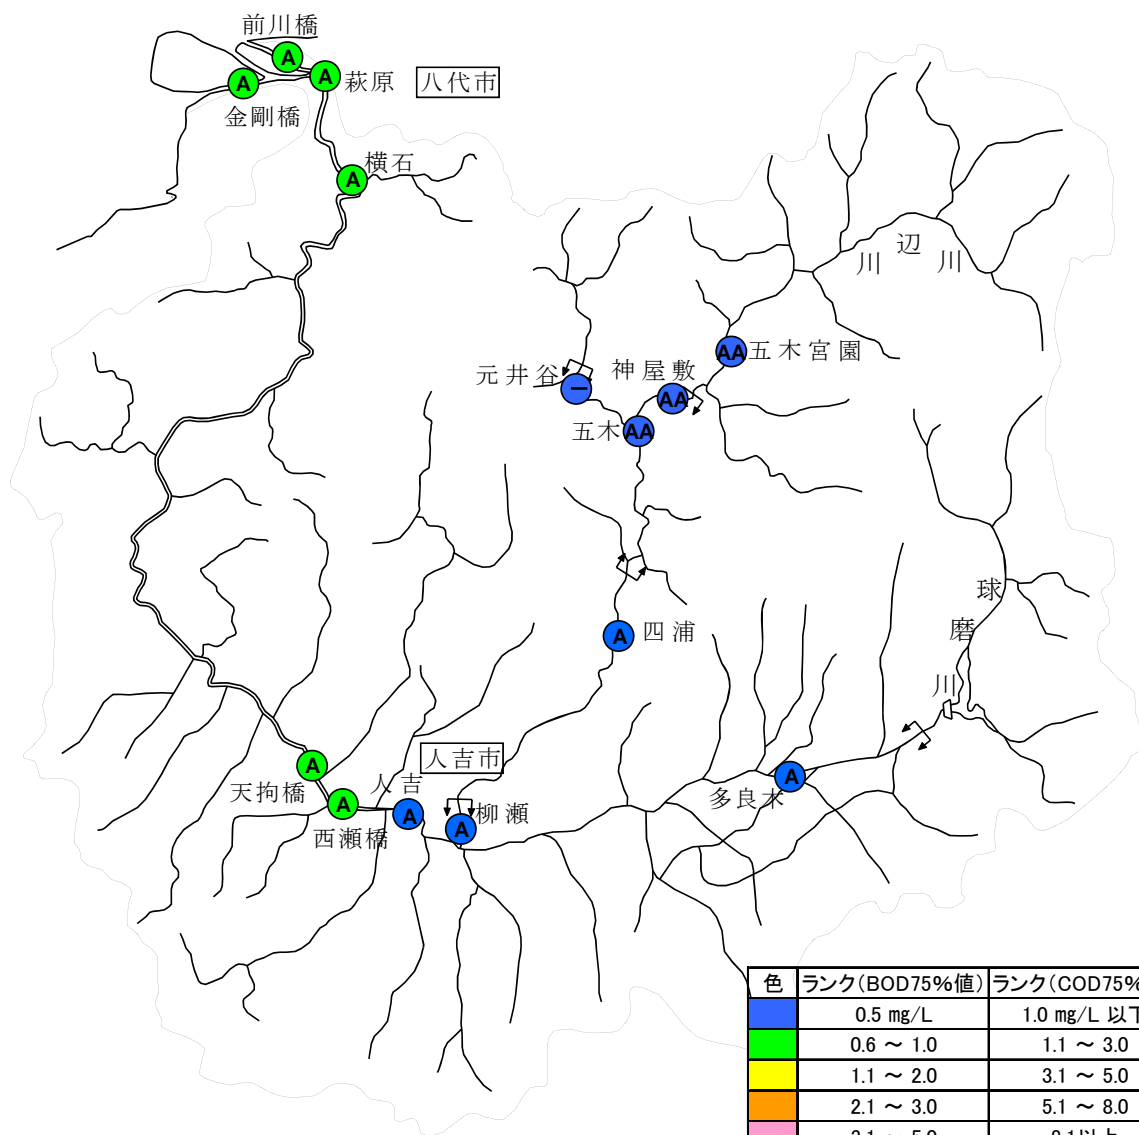 前川橋
A
A
萩原
八代市
A
金剛橋
横石
A
川
辺
川
AA
五木宮園
元井谷
神屋敷
ー
AA
五木
AA
球
磨
川
A
四浦
人吉市
A
天拘橋
人吉
A
西瀬橋
A
柳瀬
A
A
多良木
色 ランク(BOD75%値) ランク(COD75%
0.5 mg/L 1.0 mg/L 以下
0.6 ～ 1.0 1.1 ～ 3.0
1.1 ～ 2.0 3.1 ～ 5.0
2.1 ～ 3.0 5.1 ～ 8.0